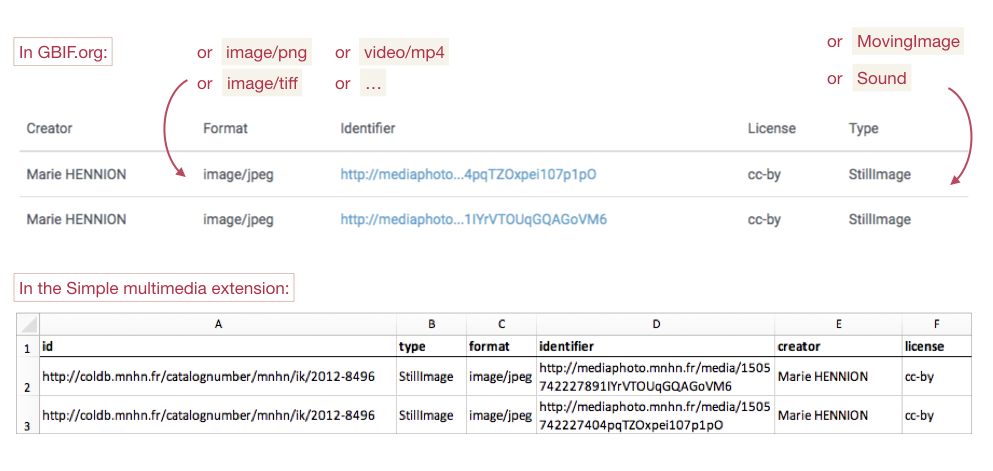 In GBIF.org:
or image/png or video/mp4
or image/tiff or ...
or MovingImage
or Sound
Creator Format Identifier License Type
Marie HENNION image/jpeg http://mediaphoto...4pqTZOxpei107p1pO cc-by StillImage
Marie HENNION image/jpeg http://mediaphoto...1IYrVTOUqGQAGoVM6 cc-by StillImage
In the Simple multimedia extension:
A B C D E F
1 id type format identifier creator license
2 http://coldb.mnhn.fr/catalognumber/mnhn/ik/2012-8496 StillImage image/jpeg http://mediaphoto.mnhn.fr/media/1505
742227891IYrVTOUqGQAGoVM6 Marie HENNION cc-by
3 http://coldb.mnhn.fr/catalognumber/mnhn/ik/2012-8496 StillImage image/jpeg http://mediaphoto.mnhn.fr/media/1505
742227404pqTZOxpei107p1pO Marie HENNION cc-by